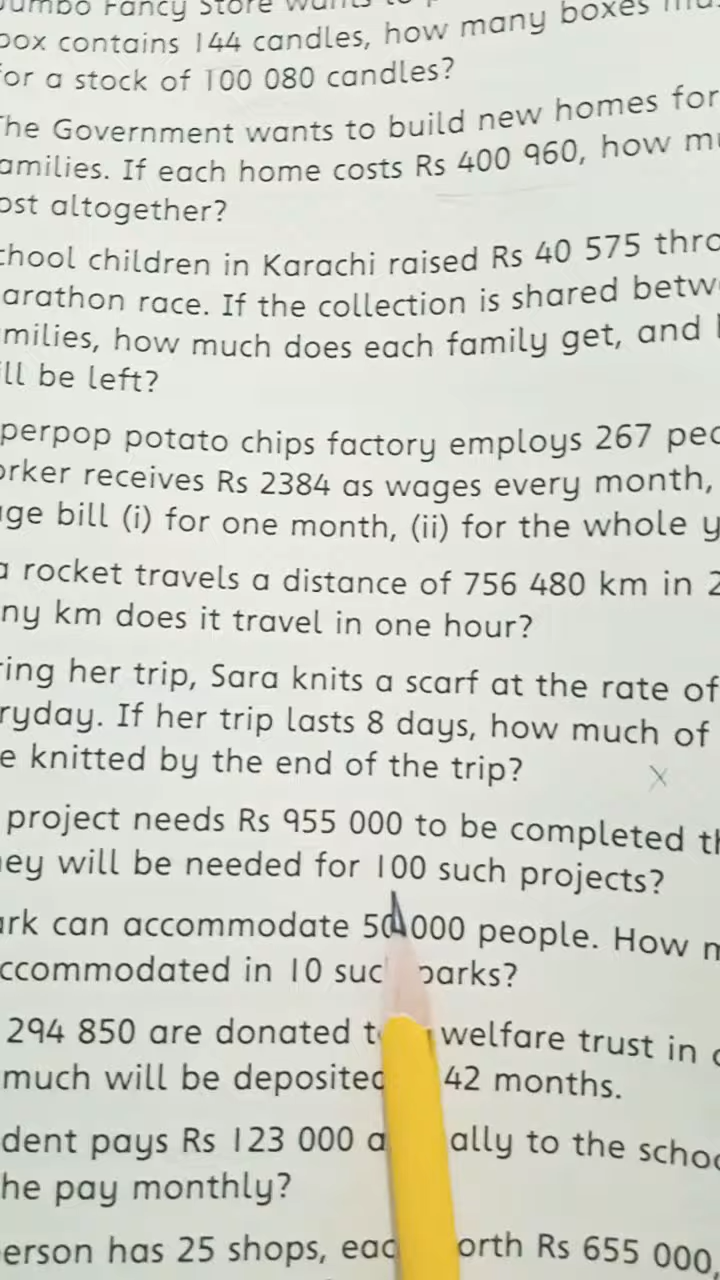 Fancy Store wants to
box contains 144 candles, how many boxes
for a stock of 100 080 candles?
The Government wants to build new homes for
amilies. If each home costs Rs 400 960, how mu
ost altogether?
chool children in Karachi raised Rs 40 575 thro
arathon race. If the collection is shared betw
milies, how much does each family get, and
ill be left?
perpop potato chips factory employs 267 peo
orker receives Rs 2384 as wages every month,
ge bill (i) for one month, (ii) for the whole y
a rocket travels a distance of 756 480 km in 2
ny km does it travel in one hour?
ring her trip, Sara knits a scarf at the rate of
ryday. If her trip lasts 8 days, how much of
e knitted by the end of the trip?
project needs Rs 955 000 to be completed th
ey will be needed for 100 such projects?
ark can accommodate 50 000 people. How m
ccommodated in 10 such parks?
294 850 are donated t welfare trust in
much will be deposited 42 months.
dent pays Rs 123 000 a ally to the schoo
he pay monthly?
erson has 25 shops, eac orth Rs 655 000,